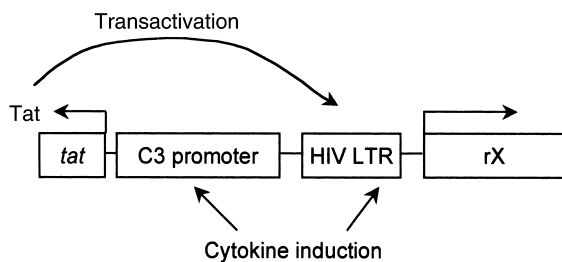 Transactivation
Tat
tat C3 promoter HIV LTR rX
Cytokine induction